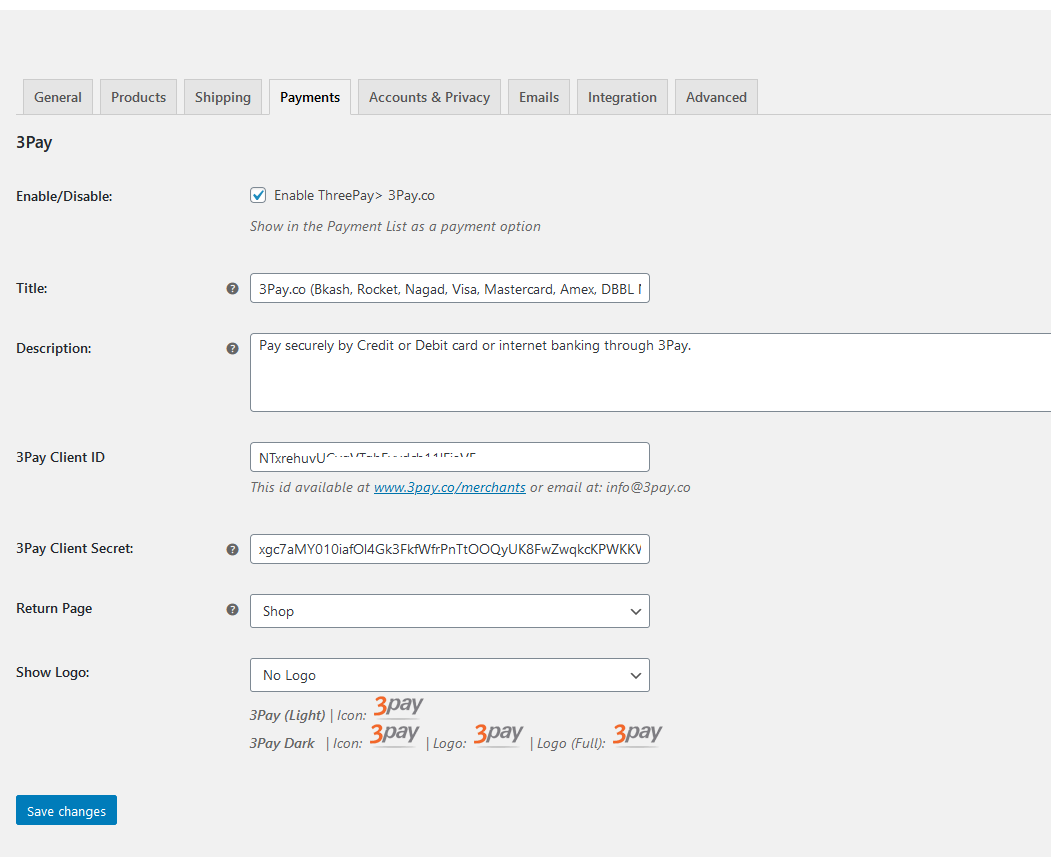 General
Products
Shipping
Payments
Accounts & Privacy
Emails
Integration
Advanced
3Pay
Enable/Disable:
Enable ThreePay> 3Pay.co
Show in the Payment List as a payment option
Title:
3Pay.co (Bkash, Rocket, Nagad, Visa, Mastercard, Amex, DBBL
Description:
Pay securely by Credit or Debit card or internet banking through 3Pay.
3Pay Client ID
This id available at www.3pay.co/merchants or email at: info@3pay.co
3Pay Client Secret:
Return Page
Shop
Show Logo:
No Logo
3Pay (Light) | Icon: 3pay
3Pay Dark | Icon: 3pay | Logo: 3pay | Logo (Full): 3pay
Save changes